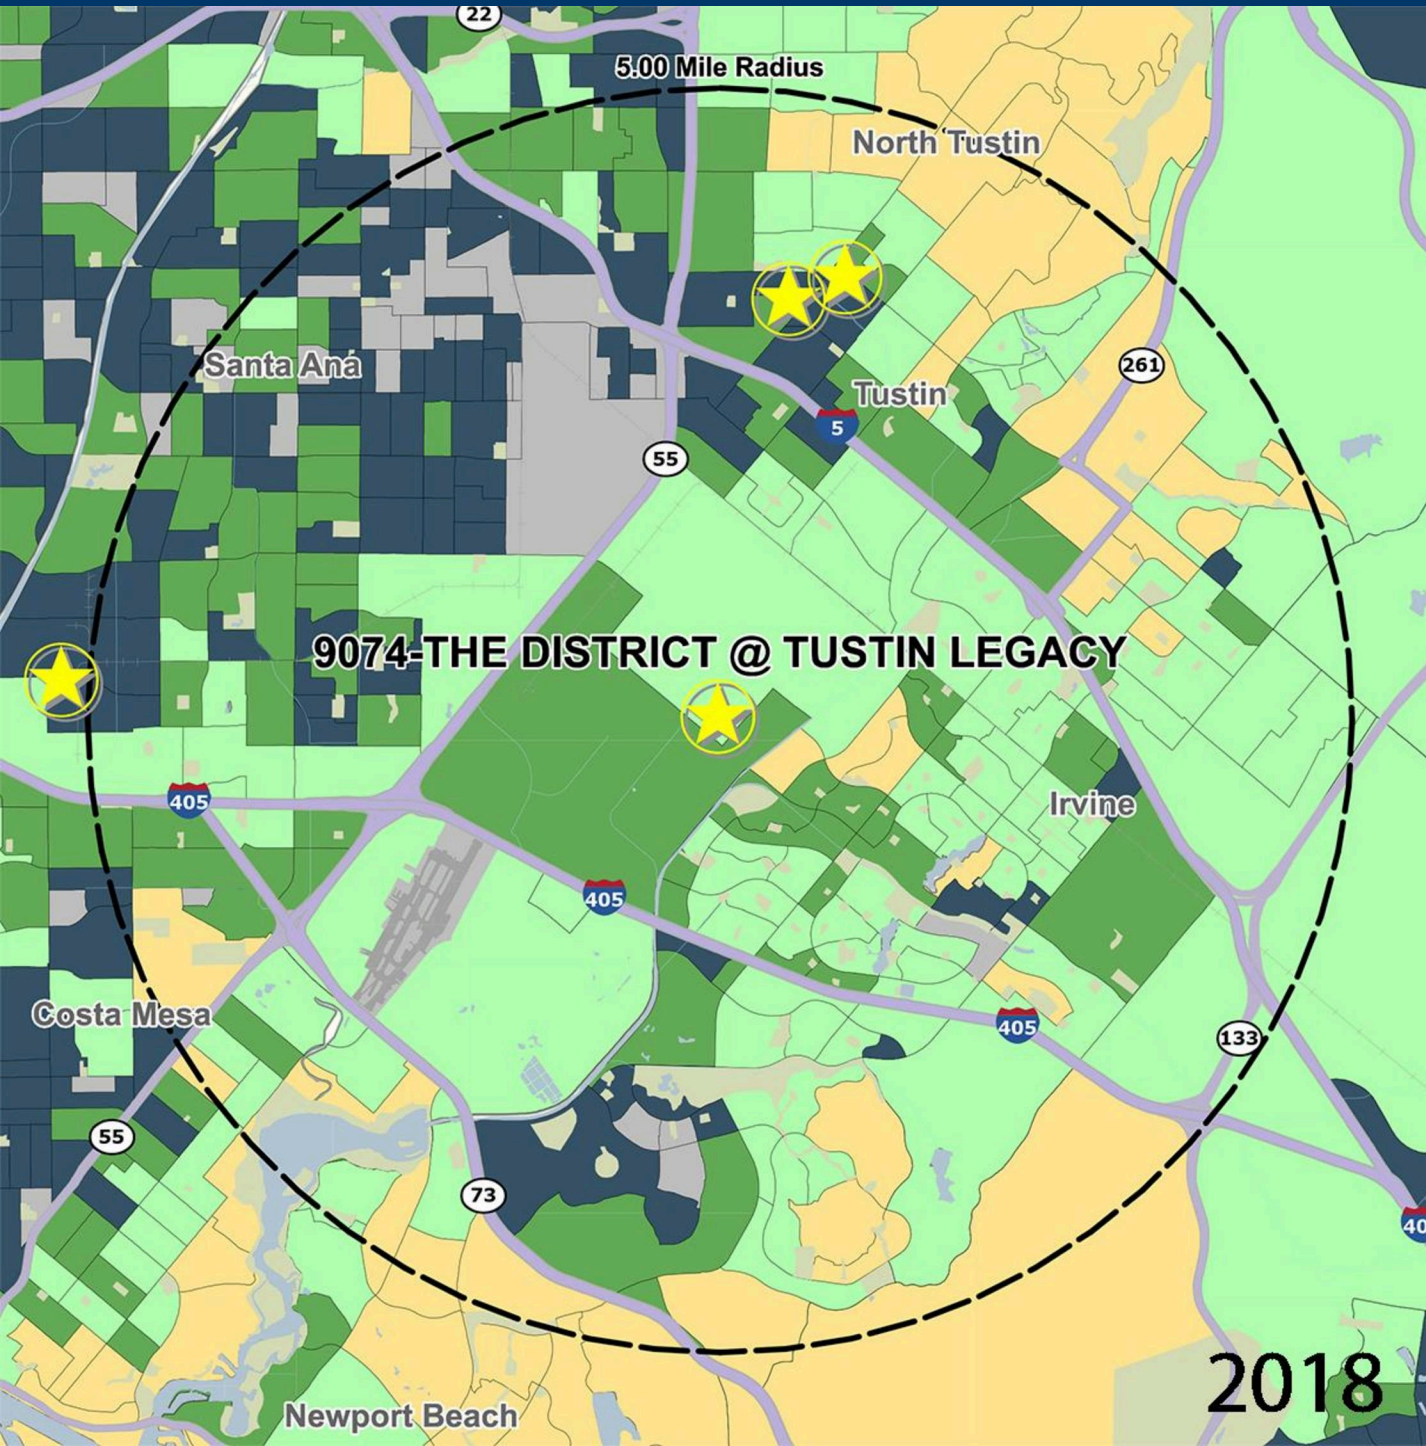 22
5.00 Mile Radius
North Tustin
261
Santa Ana
Tustin
5
55
9074-THE DISTRICT @ TUSTIN LEGACY
405
Irvine
405
Costa Mesa
405
133
55
73
40
2018
Newport Beach